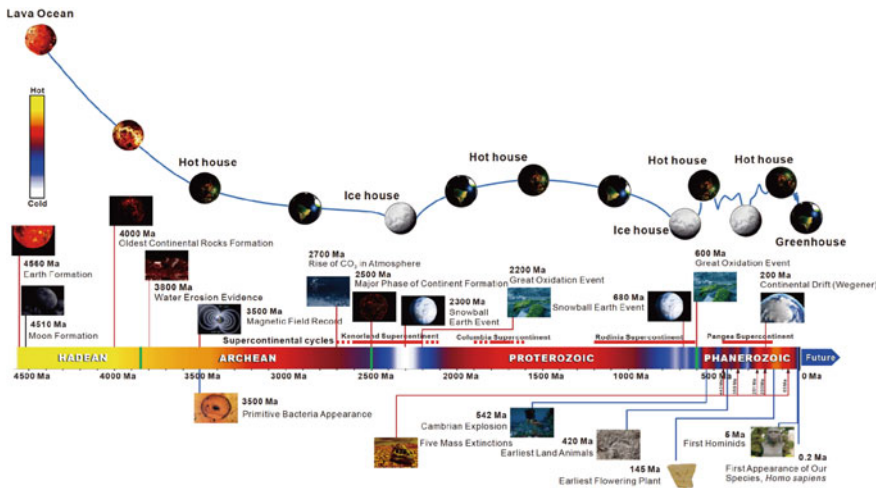 Lava Ocean
Hot
Cold
Hot house
Ice house
Hot house
Hot house
Hot house
Ice house
Greenhouse
4560 Ma
Earth Formation
4510 Ma
Moon Formation
4000 Ma
Oldest Continental Rocks Formation
3800 Ma
Water Erosion Evidence
3500 Ma
Magnetic Field Record
2700 Ma
Rise of CO₂ in Atmosphere
2500 Ma
Major Phase of Continent Formation
2300 Ma
Snowball
Earth Event
2200 Ma
Great Oxidation Event
680 Ma
Snowball Earth Event
600 Ma
Great Oxidation Event
200 Ma
Continental Drift (Wegener)
Supercontinental cycles
Kenorland Supercontinent
Columbia Supercontinent
Rudinia Supercontinent
Pangea Supercontinent
HADEAN
ARCHEAN
PROTEROZOIC
PHANEROZOIC
Future
4500 Ma
4000 Ma
3500 Ma
3000 Ma
2500 Ma
2000 Ma
1500 Ma
1000 Ma
500 Ma
0 Ma
3500 Ma
Primitive Bacteria Appearance
Five Mass Extinctions
542 Ma
Cambrian Explosion
420 Ma
Earliest Land Animals
145 Ma
Earliest Flowering Plant
6 Ma
First Hominids
0.2 Ma
First Appearance of Our
Species, Homo sapiens